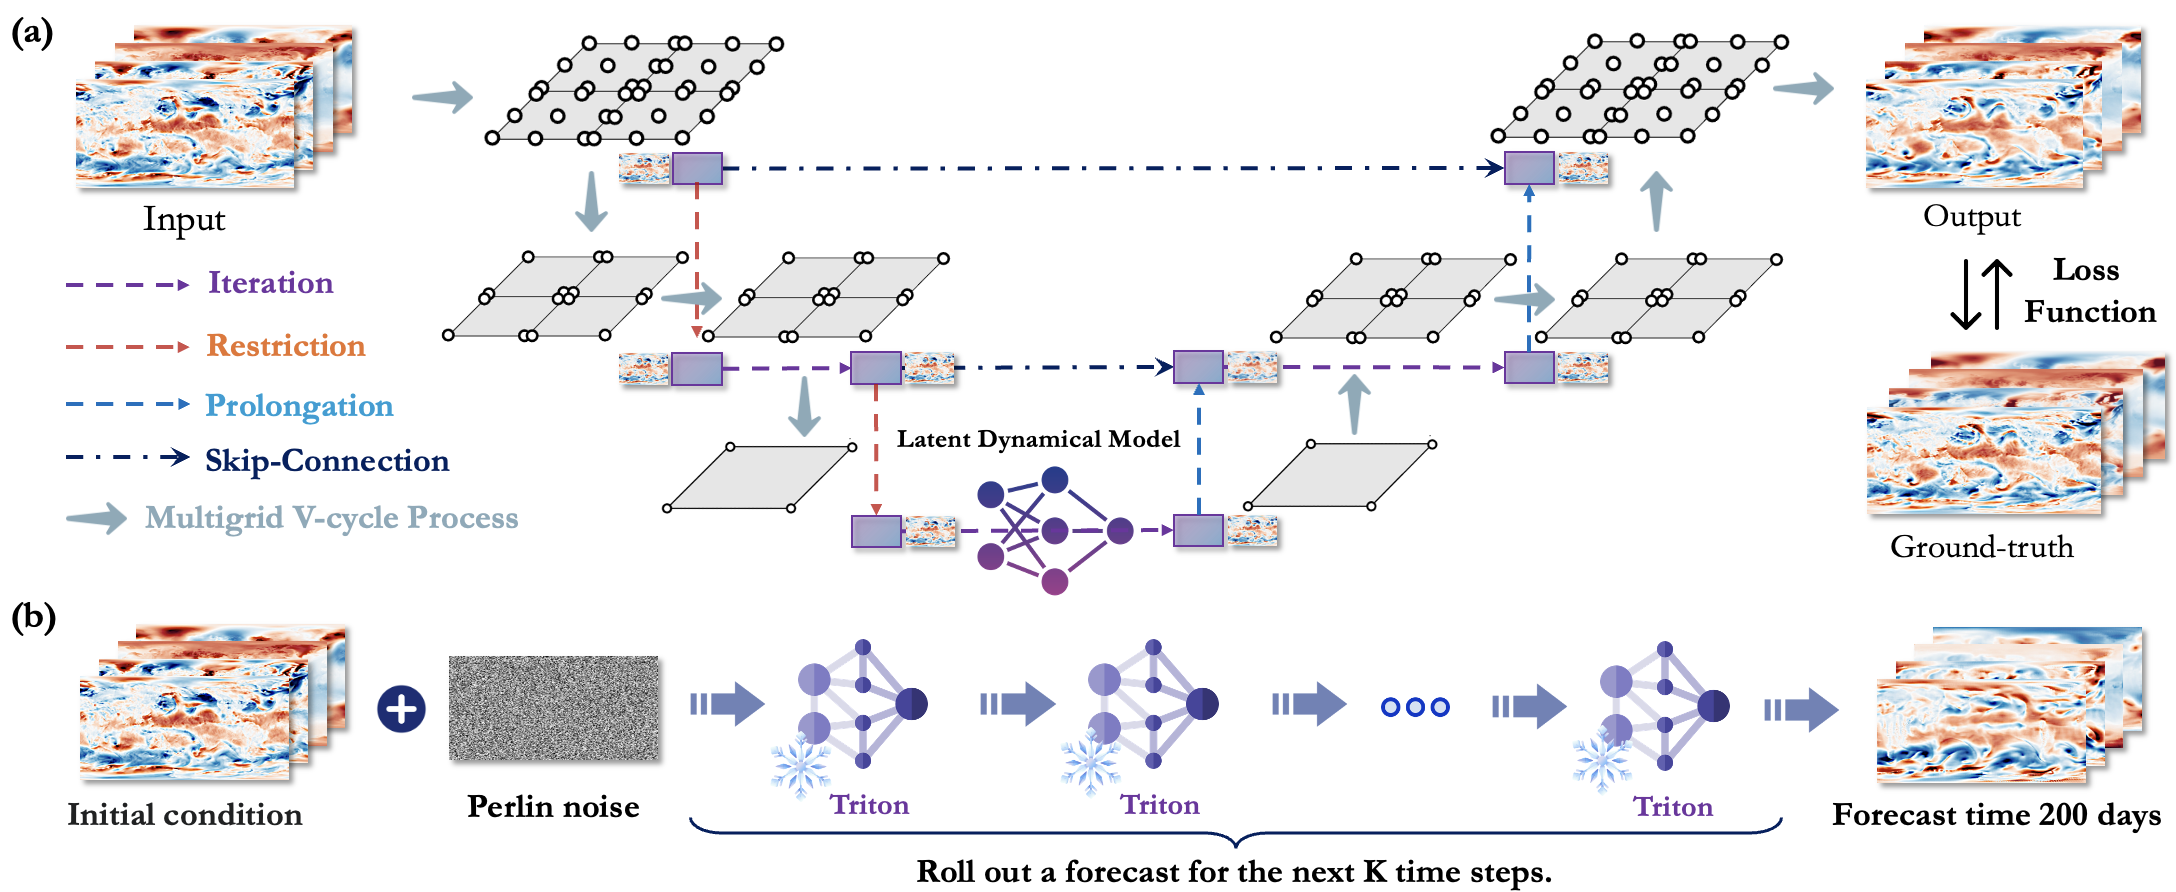 (a)
Input
Iteration
Restriction
Prolongation
Skip-Connection
Multigrid V-cycle Process
Latent Dynamical Model
Output
Loss
Function
Ground-truth
(b)
Initial condition
Perlin noise
Triton
Triton
Triton
Forecast time 200 days
Roll out a forecast for the next K time steps.